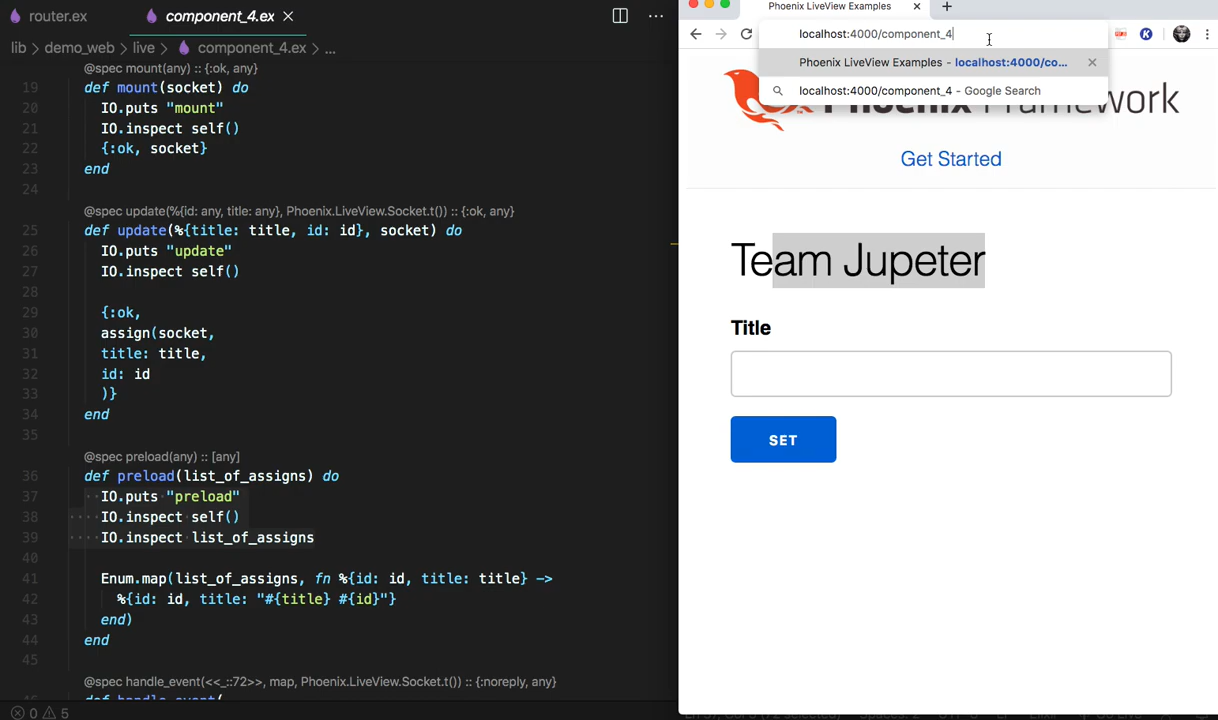 router.ex
component_4.ex
lib > demo_web > live > component_4.ex > ...
@spec mount(any) :: {:ok, any}
19 def mount(socket) do
20 IO.puts "mount"
21 IO.inspect self()
22 {:ok, socket}
23 end
24
@spec update(%{id: any, title: any}, Phoenix.LiveView.Socket.t()) :: {:ok, any}
25 def update(%{title: title, id: id}, socket) do
26 IO.puts "update"
27 IO.inspect self()
28
29 {:ok,
30 assign(socket,
31 title: title,
32 id: id
33 )}
34 end
35
@spec preload(any) :: [any]
36 def preload(list_of_assigns) do
37 IO.puts "preload"
38 IO.inspect self()
39 IO.inspect list_of_assigns
40
41 Enum.map(list_of_assigns, fn %{id: id, title: title} ->
42 %{id: id, title: "#{title} #{id}"}
43 end)
44 end
45
@spec handle_event(<<_::72>>, map, Phoenix.LiveView.Socket.t()) :: {:noreply, any}
46 def handle_event(
0 5
Phoenix LiveView Examples
localhost:4000/component_4
Phoenix LiveView Examples - localhost:4000/co...
localhost:4000/component_4 - Google Search
Phoenix Framework
Get Started
Team Jupeter
Title
SET